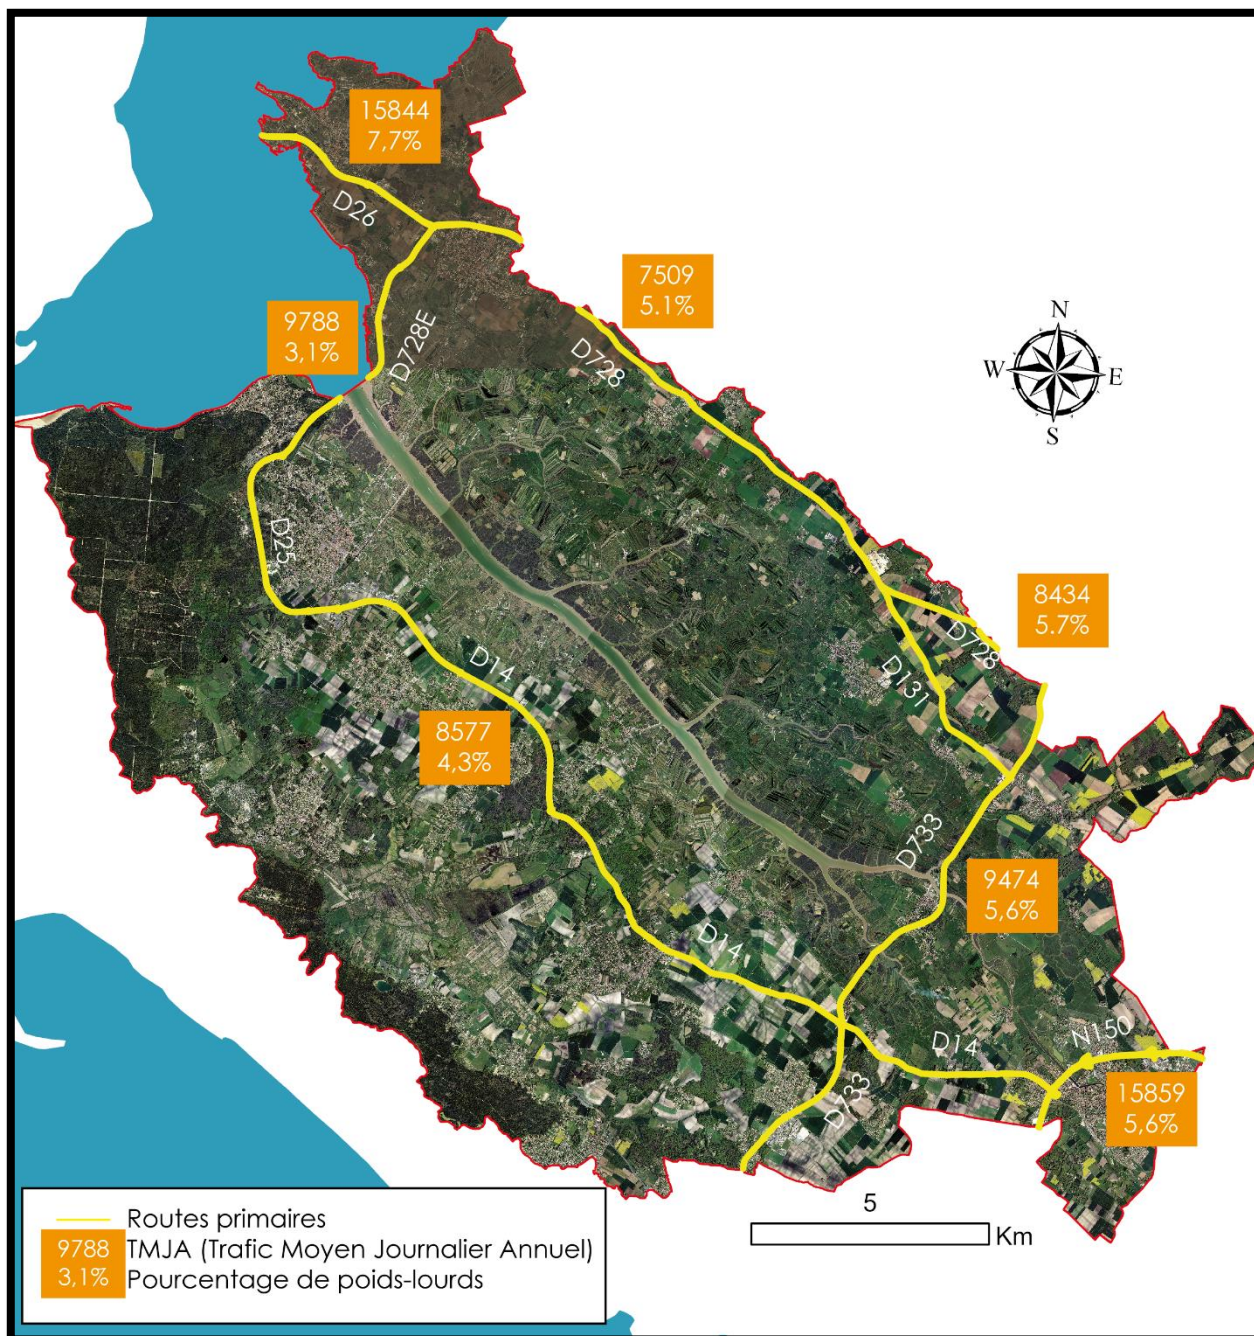 15844
7,7%
D26
7509
5.1%
9788
3,1%
D728E
D728
N
W
E
S
D25
8434
5.7%
D728
D14
D131
8577
4,3%
D733
9474
5,6%
D14
D14
N150
D733
15859
5,6%
5
Km
Routes primaires
9788
TMJA (Trafic Moyen Journalier Annuel)
3,1%
Pourcentage de poids-lourds